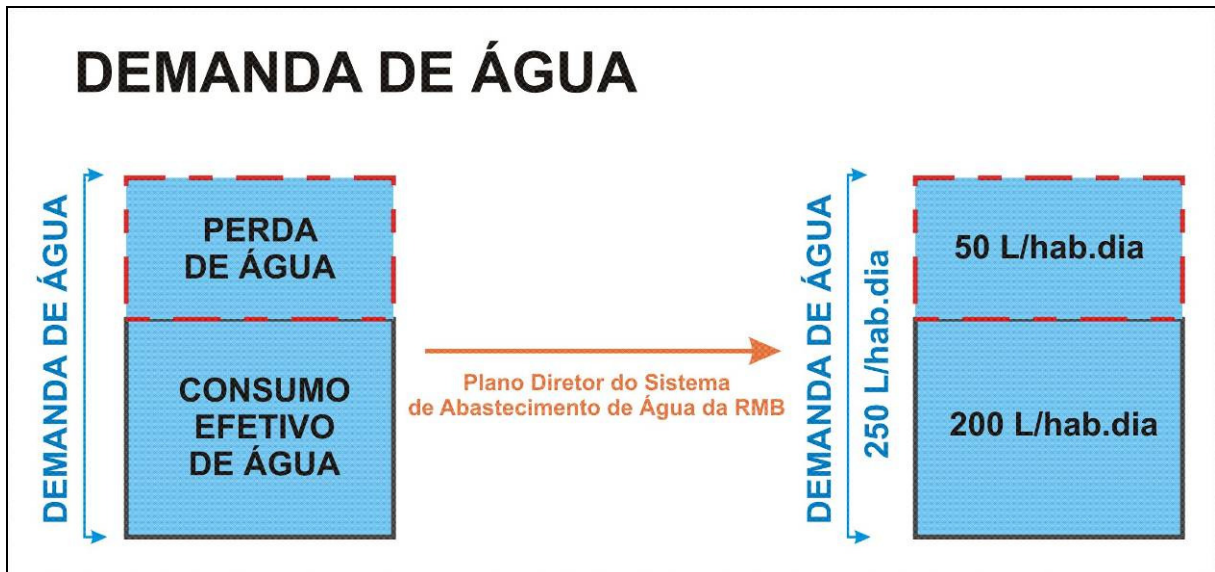 DEMANDA DE ÁGUA
DEMANDA DE ÁGUA
PERDA
DE ÁGUA
CONSUMO
EFETIVO
DE ÁGUA
Plano Diretor do Sistema
de Abastecimento de Água da RMB
DEMANDA DE ÁGUA
250 L/hab.dia
50 L/hab.dia
200 L/hab.dia